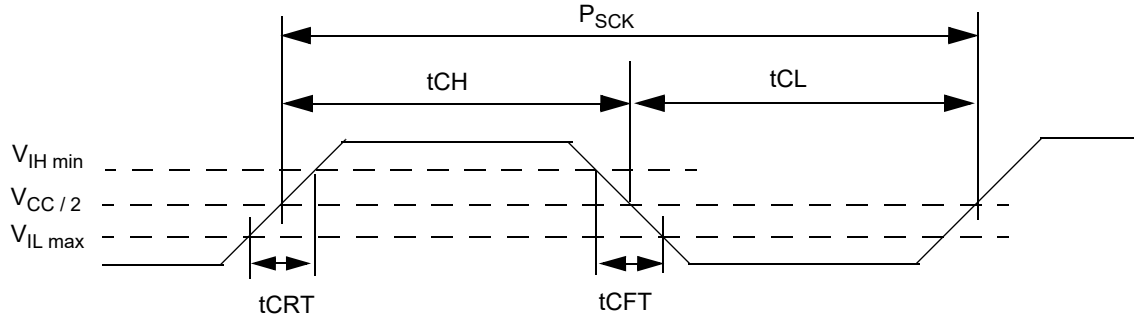 PSCK
tCH
tCL
VIH min
VCC / 2
VIL max
tCRT
tCFT